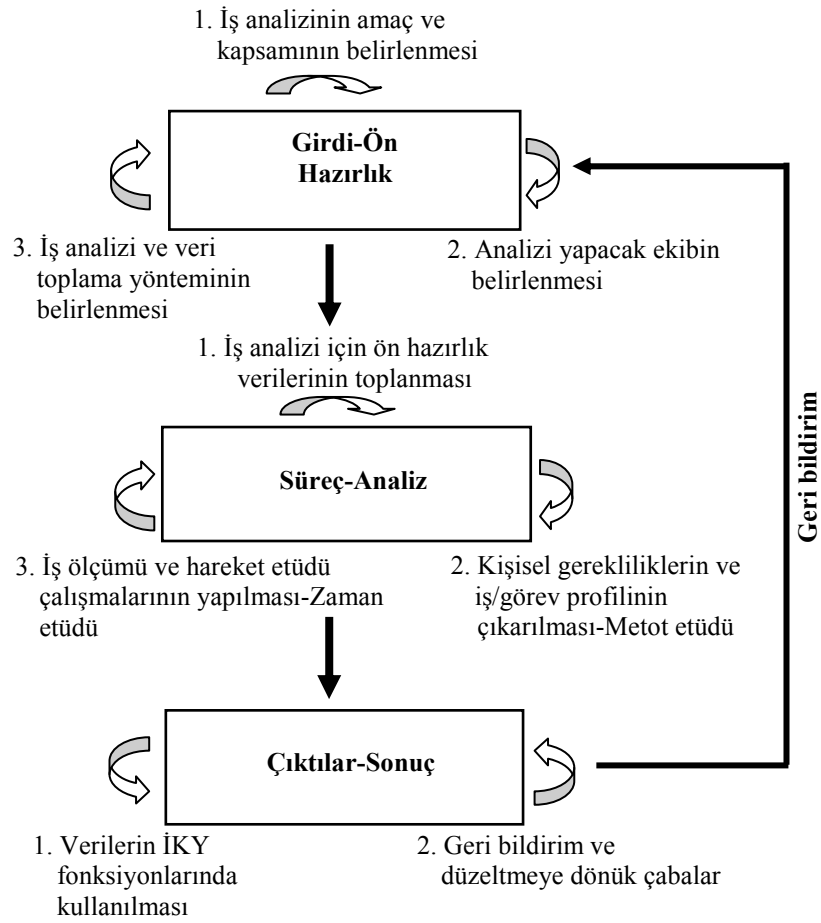 1. İş analizinin amaç ve
kapsamının belirlenmesi
Girdi-Ön
Hazırlık
3. İş analizi ve veri
toplama yönteminin
belirlenmesi
2. Analizi yapacak ekibin
belirlenmesi
1. İş analizi için ön hazırlık
verilerinin toplanması
Süreç-Analiz
3. İş ölçümü ve hareket etüdü
çalışmalarının yapılması-Zaman
etüdü
2. Kişisel gerekliliklerin ve
iş/görev profilinin
çıkarılması-Metot etüdü
Çıktılar-Sonuç
1. Verilerin İKY
fonksiyonlarında
kullanılması
2. Geri bildirim ve
düzeltmeye dönük çabalar
Geri bildirim